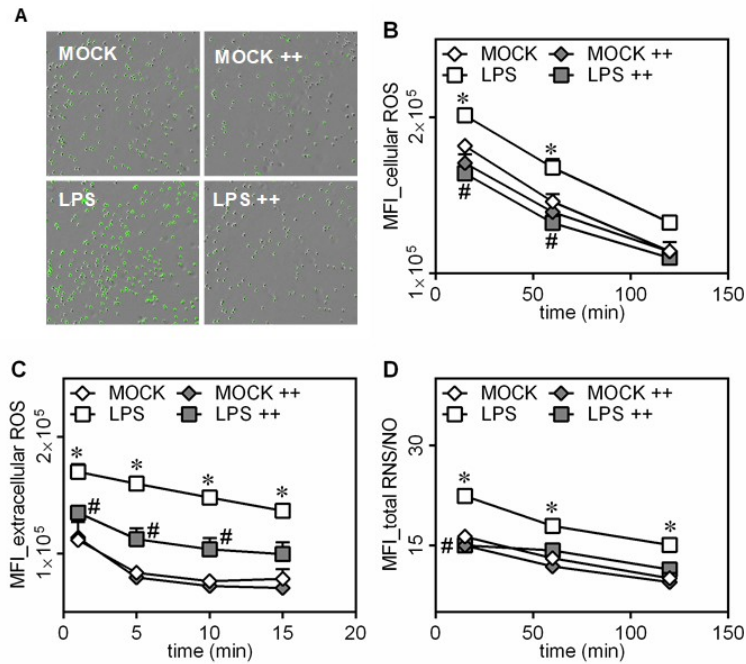 A
MOCK
MOCK ++
LPS
LPS ++
B
MOCK
MOCK ++
LPS
LPS ++
MFI_cellular ROS
2×10⁵
1×10⁵
*
*
#
#
0
50
100
150
time (min)
C
MOCK
MOCK ++
LPS
LPS ++
MFI_extracellular ROS
2×10⁵
1×10⁵
*
*
*
*
#
#
#
0
5
10
15
20
time (min)
D
MOCK
MOCK ++
LPS
LPS ++
MFI_total RNS/NO
30
15
*
*
*
#
0
50
100
150
time (min)